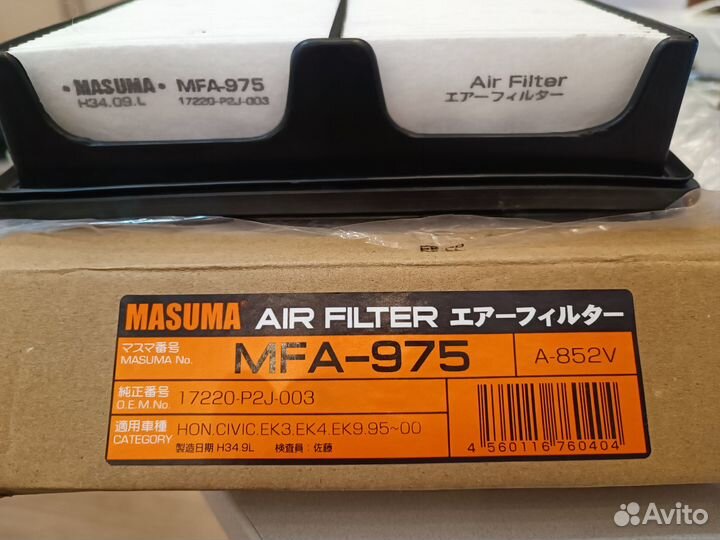 ・MASUMA・ MFA-975
H34.09.L 17220-P2J-003
Air Filter
エアーフィルター
MASUMA AIR FILTER エアーフィルター
マスマ番号
MASUMA No.
MFA-975
A-852V
純正番号
O.E.M.No.
17220-P2J-003
適用車種
CATEGORY
HON.CIVIC.EK3.EK4.EK9.95~00
製造日期 H34.9L 検査員：佐藤
4 560116 760404
Avito